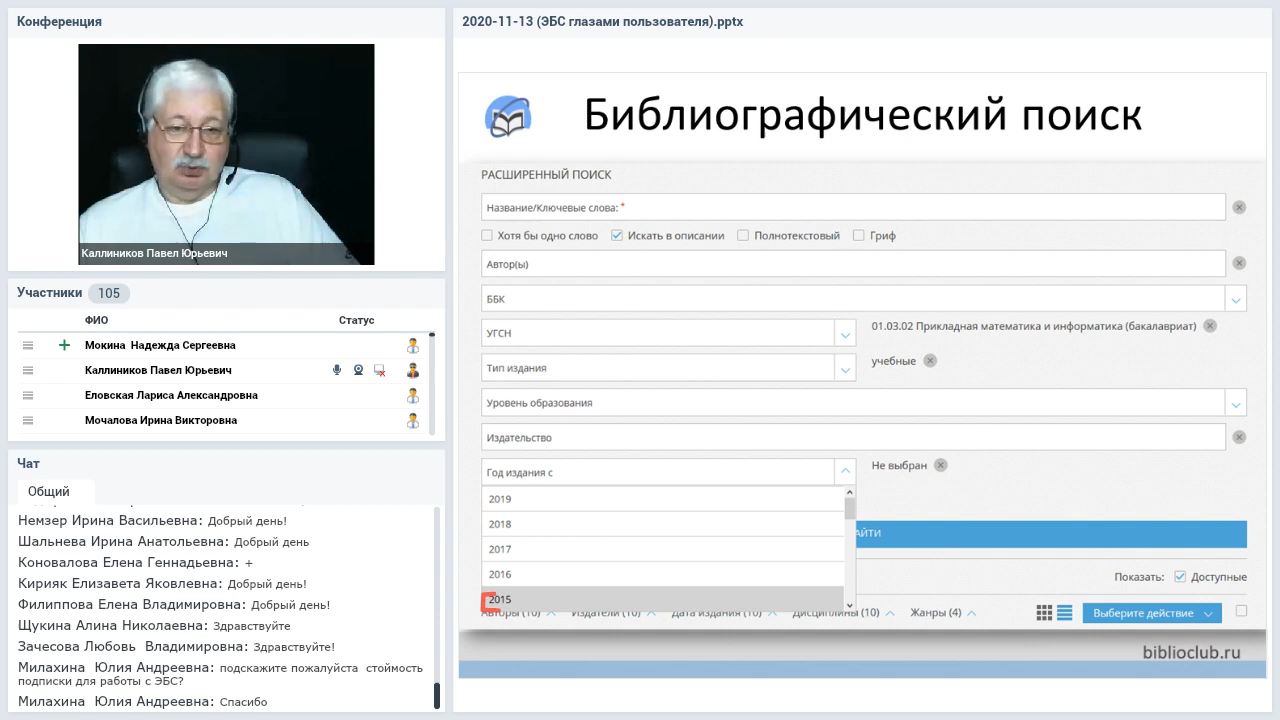 Конференция
Каллиников Павел Юрьевич
Участники 105
ФИО Статус
Мокина Надежда Сергеевна
Каллиников Павел Юрьевич
Еловская Лариса Александровна
Мочалова Ирина Викторовна
Чат
Общий
Немзер Ирина Васильевна: Добрый день!
Шальнева Ирина Анатольевна: Добрый день
Коновалова Елена Геннадьевна: +
Кирияк Елизавета Яковлевна: Добрый день!
Филиппова Елена Владимировна: Добрый день!
Щукина Алина Николаевна: Здравствуйте
Зачесова Любовь Владимировна: Здравствуйте!
Милахина Юлия Андреевна: подскажите пожалуйста стоимость
подписки для работы с ЭБС?
Милахина Юлия Андреевна: Спасибо
2020-11-13 (ЭБС глазами пользователя).pptx
Библиографический поиск
РАСШИРЕННЫЙ ПОИСК
Название/Ключевые слова: *
Хотя бы одно слово Искать в описании Полнотекстовый Гриф
Автор(ы)
ББК
УГСН 01.03.02 Прикладная математика и информатика (бакалавриат)
Тип издания учебные
Уровень образования
Издательство
Год издания с Не выбран
2019
2018
АЙТИ
2017
2016
Показать: Доступные
2015
Авторы (10) Издатели (10) Дата издания (10) Дисциплины (10) Жанры (4) Выберите действие
biblioclub.ru